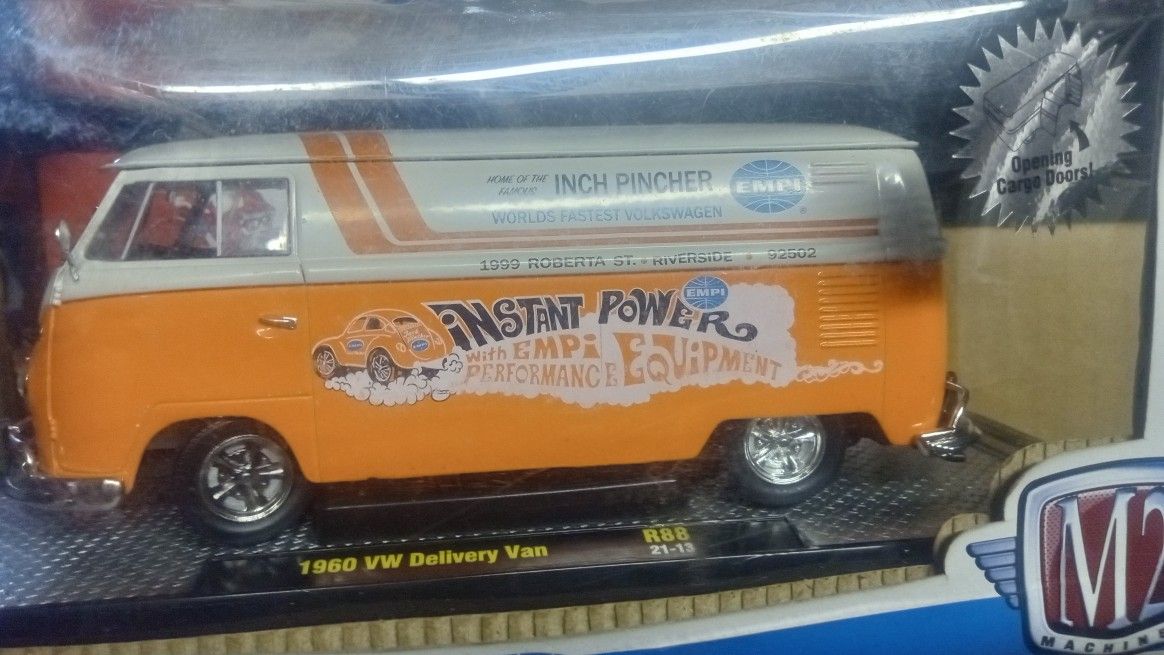 Opening
Cargo Doors!
HOME OF THE
FAMOUS INCH PINCHER
EMPI
®
WORLDS FASTEST VOLKSWAGEN
1999 ROBERTA ST. • RIVERSIDE • 92502
EMPI
iNSTANT POWER
with EMPi
PERFORMANCE EQUiPMENT
1960 VW Delivery Van
R88
21-13
M2
MACHINE